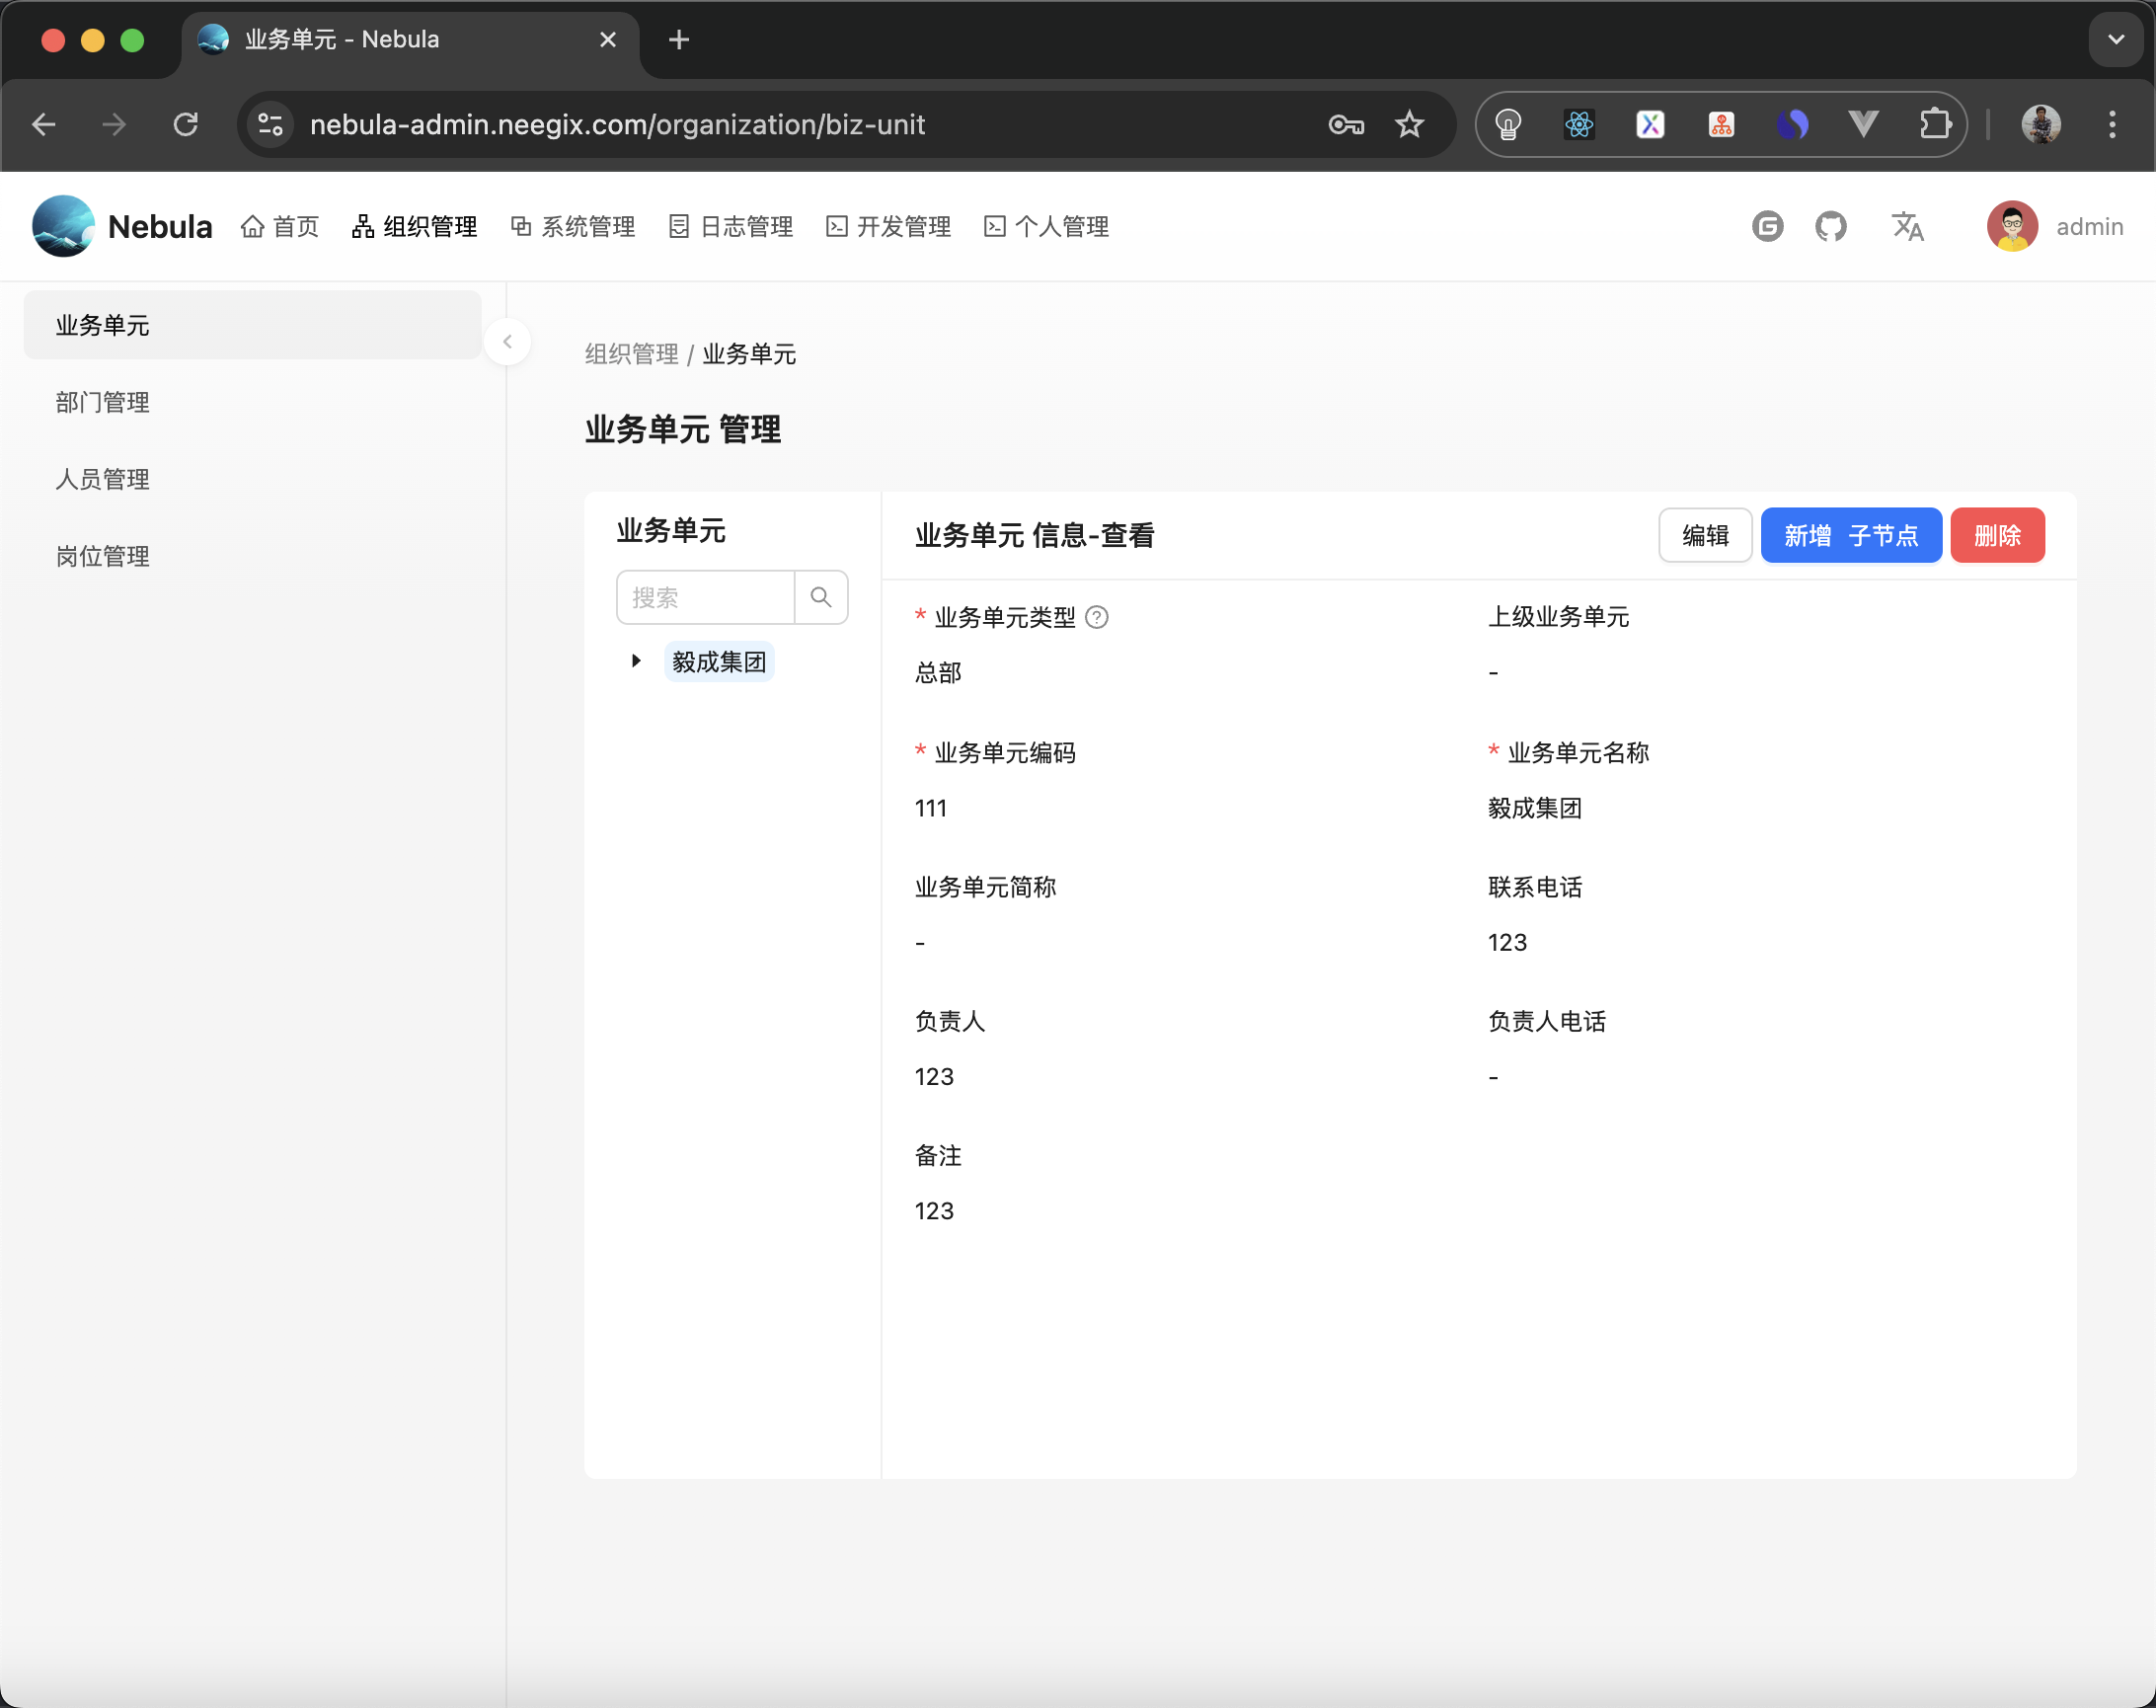 业务单元 - Nebula
nebula-admin.neegix.com/organization/biz-unit
Nebula 首页 组织管理 系统管理 日志管理 开发管理 个人管理 admin
业务单元
部门管理
人员管理
岗位管理
组织管理 / 业务单元
业务单元 管理
业务单元
搜索
毅成集团
业务单元 信息-查看 编辑 新增 子节点 删除
* 业务单元类型 上级业务单元
总部 -
* 业务单元编码 * 业务单元名称
111 毅成集团
业务单元简称 联系电话
- 123
负责人 负责人电话
123 -
备注
123